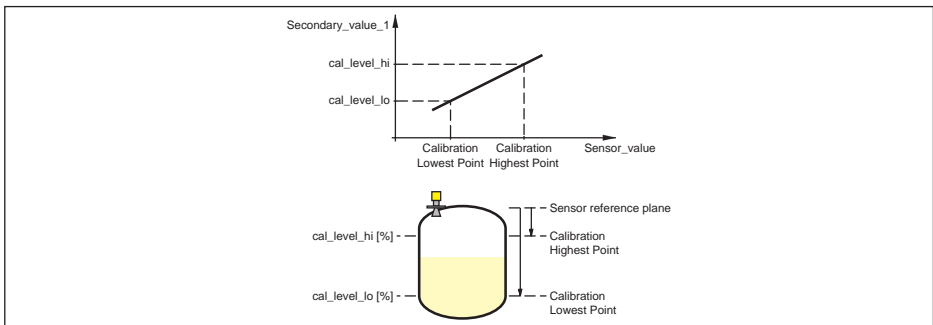 Secondary_value_1
cal_level_hi
cal_level_lo
Calibration
Lowest Point
Calibration
Highest Point
Sensor_value
Sensor reference plane
cal_level_hi [%]
Calibration
Highest Point
cal_level_lo [%]
Calibration
Lowest Point